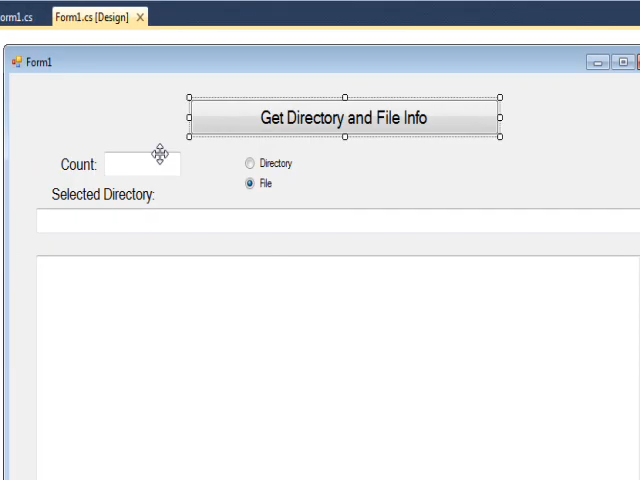 orm1.cs Form1.cs [Design]
Form1
Get Directory and File Info
Count:
Directory
File
Selected Directory: